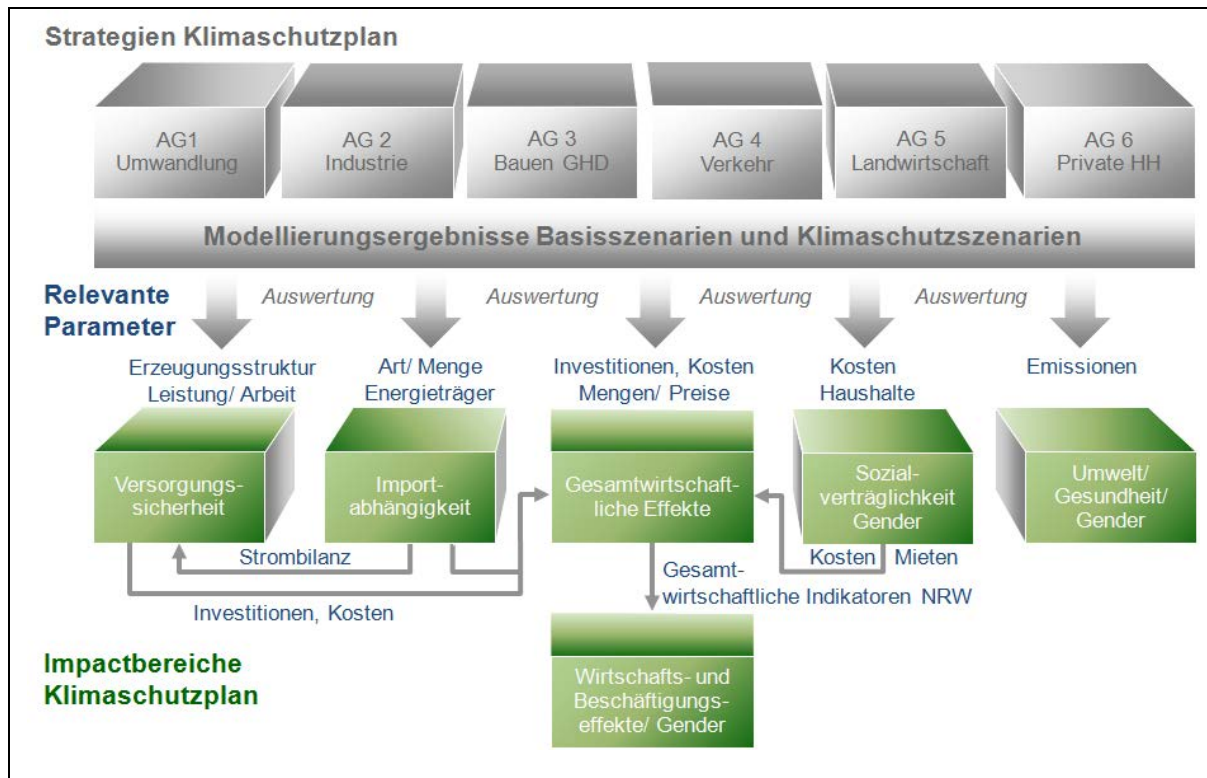 Strategien Klimaschutzplan
AG1
Umwandlung
AG 2
Industrie
AG 3
Bauen GHD
AG 4
Verkehr
AG 5
Landwirtschaft
AG 6
Private HH
Modellierungsergebnisse Basisszenarien und Klimaschutzszenarien
Relevante
Parameter
Auswertung
Auswertung
Auswertung
Auswertung
Erzeugungsstruktur
Leistung/ Arbeit
Art/ Menge
Energieträger
Investitionen, Kosten
Mengen/ Preise
Kosten
Haushalte
Emissionen
Versorgungs-
sicherheit
Import-
abhängigkeit
Gesamtwirtschaft-
liche Effekte
Sozial-
verträglichkeit
Gender
Umwelt/
Gesundheit/
Gender
Strombilanz
Kosten Mieten
Investitionen, Kosten
Gesamt-
wirtschaftliche Indikatoren NRW
Impactbereiche
Klimaschutzplan
Wirtschafts- und
Beschäftigungs-
effekte/ Gender